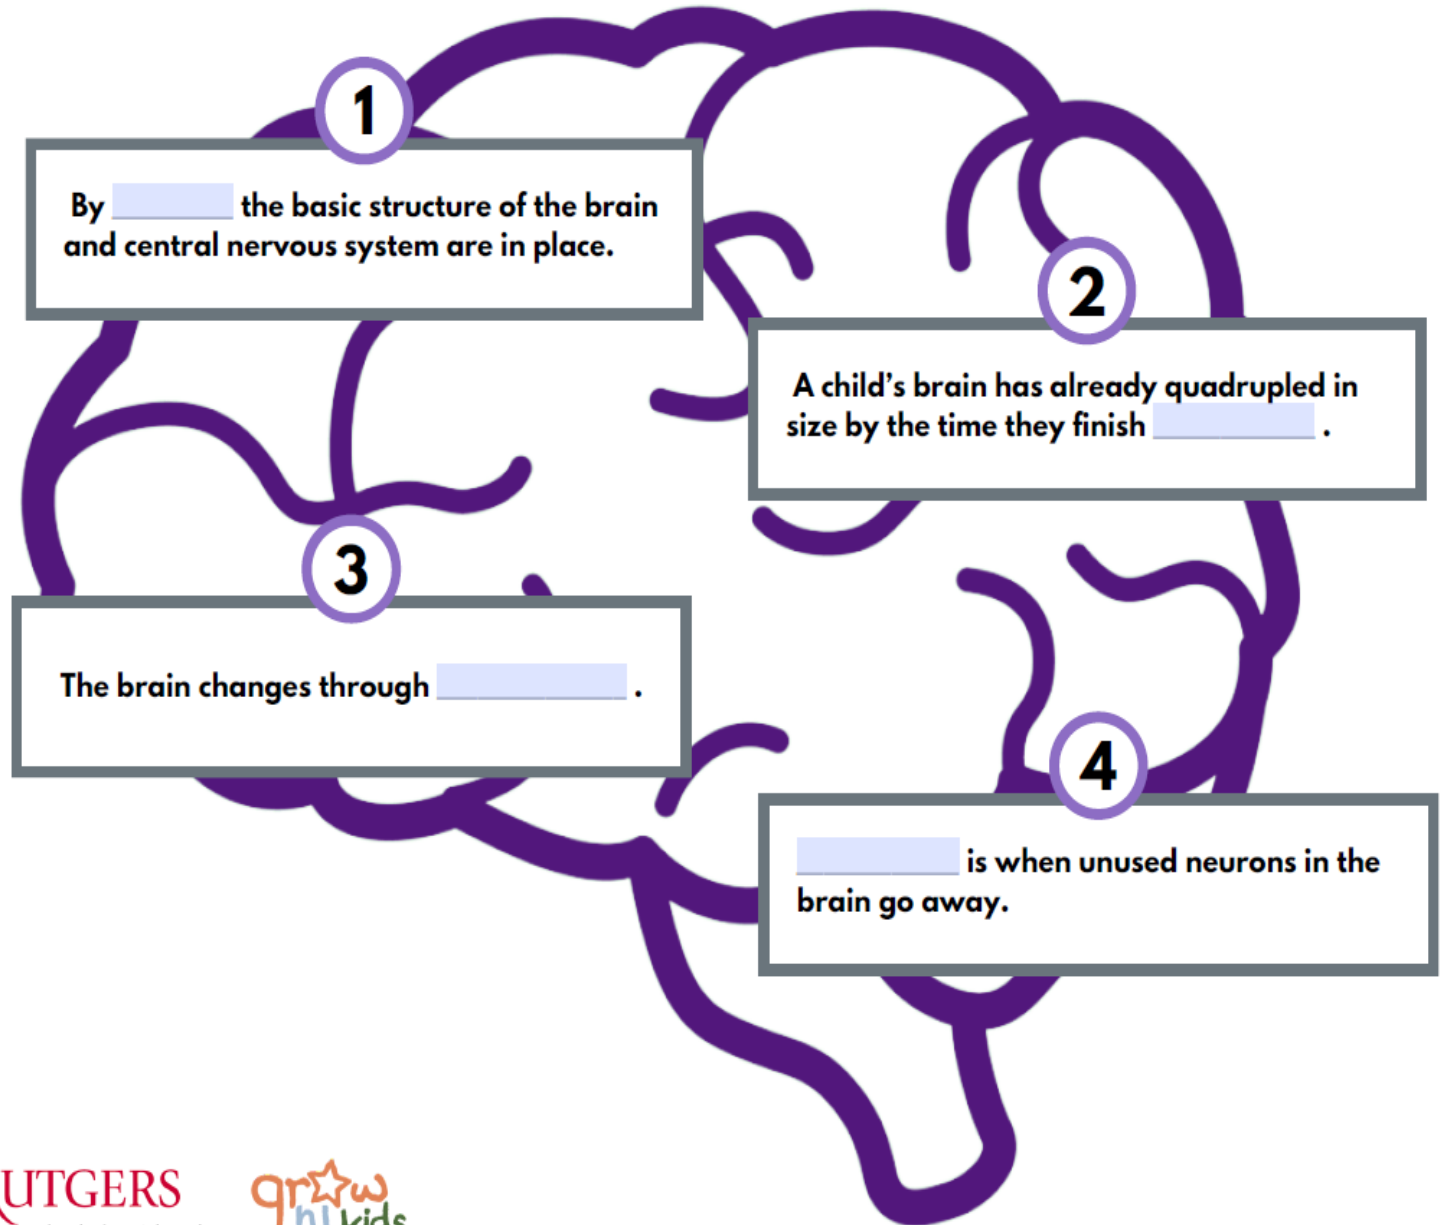 1
By the basic structure of the brain
and central nervous system are in place.
2
A child's brain has already quadrupled in
size by the time they finish .
3
The brain changes through .
4
is when unused neurons in the
brain go away.
UTGERS
grow
nj kids